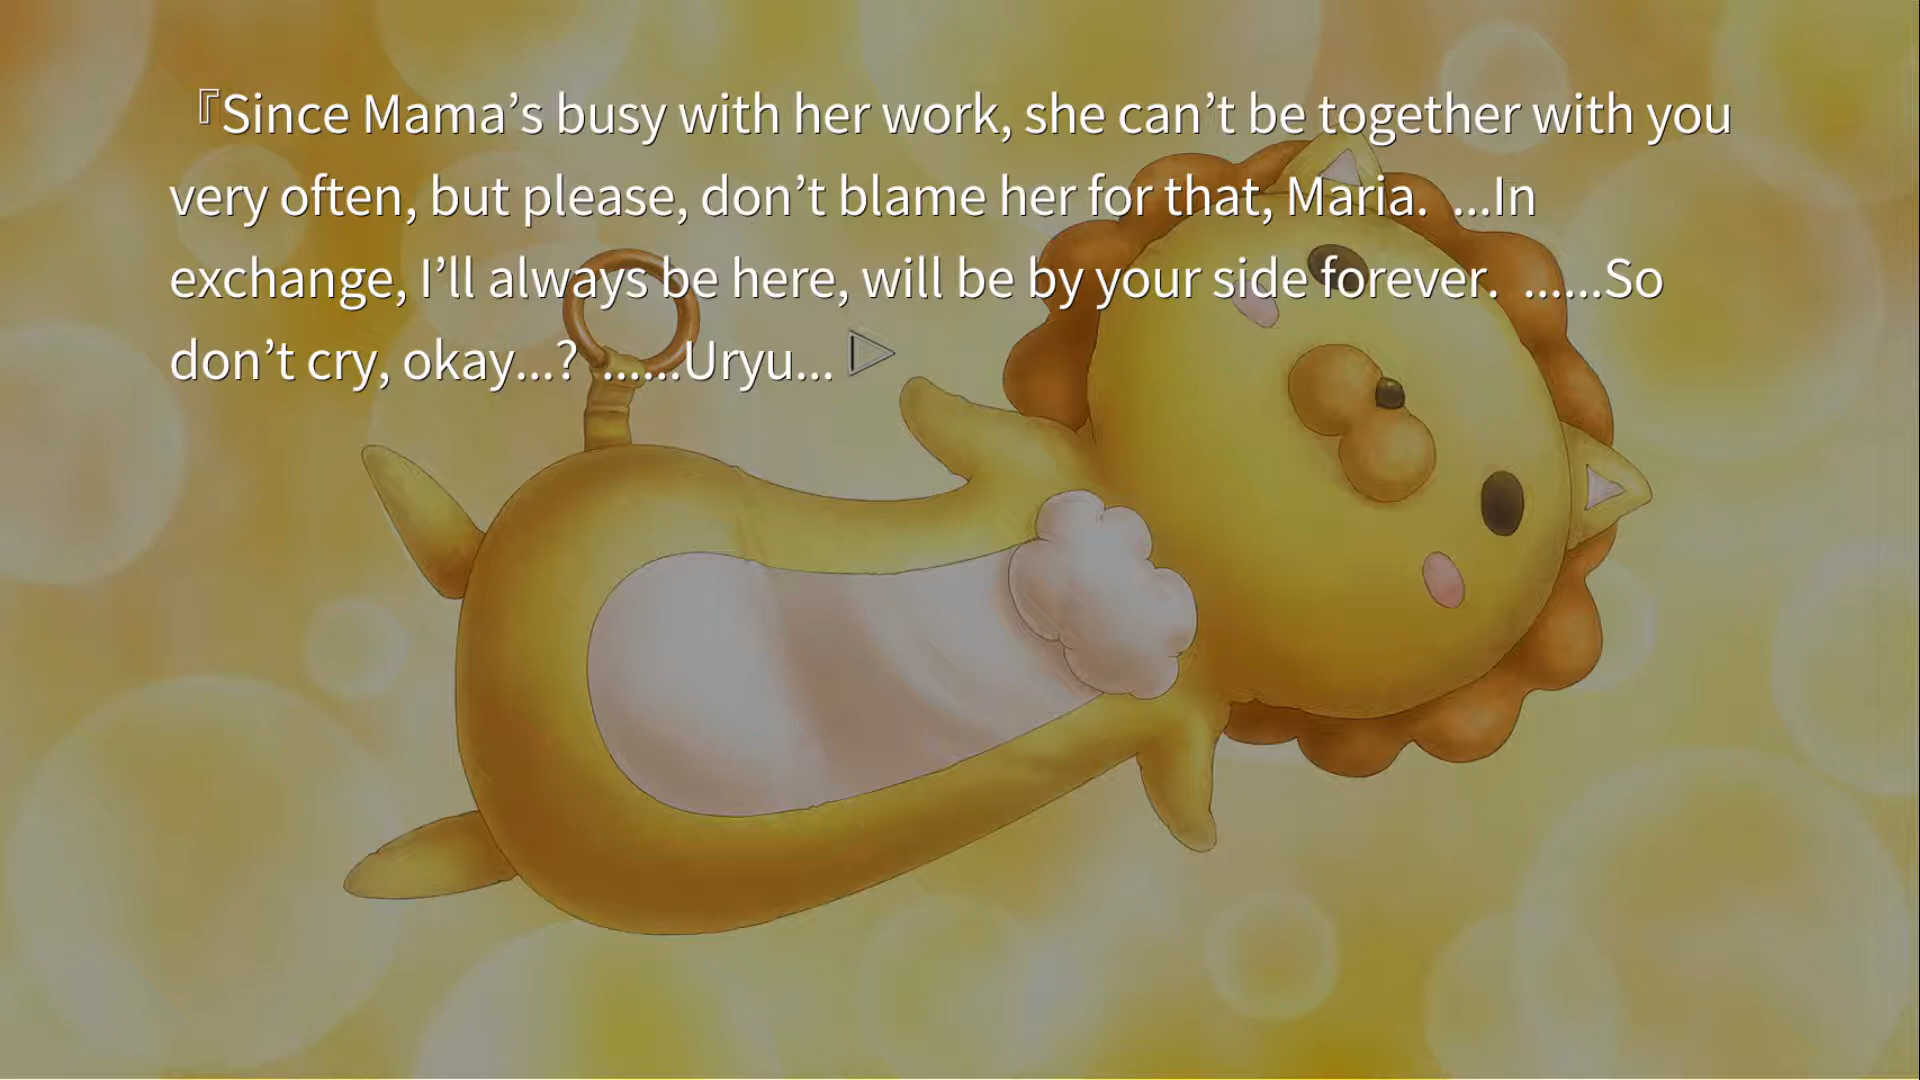 『Since Mama’s busy with her work, she can’t be together with you
very often, but please, don’t blame her for that, Maria.  ...In
exchange, I’ll always be here, will be by your side forever.  ......So
don’t cry, okay...?  ......Uryu...